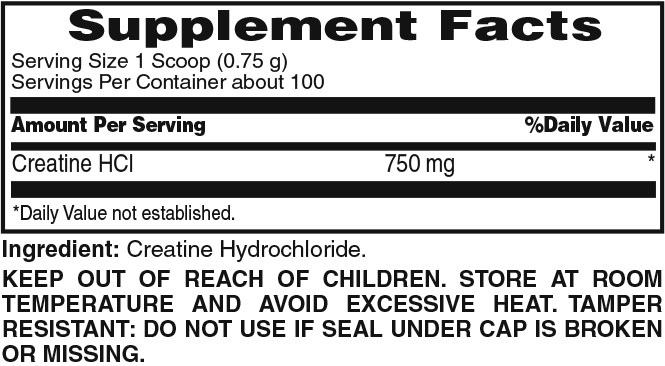 Supplement Facts
Serving Size 1 Scoop (0.75 g)
Servings Per Container about 100
Amount Per Serving %Daily Value
Creatine HCl 750 mg *
*Daily Value not established.
Ingredient: Creatine Hydrochloride.
KEEP OUT OF REACH OF CHILDREN. STORE AT ROOM
TEMPERATURE AND AVOID EXCESSIVE HEAT. TAMPER
RESISTANT: DO NOT USE IF SEAL UNDER CAP IS BROKEN
OR MISSING.